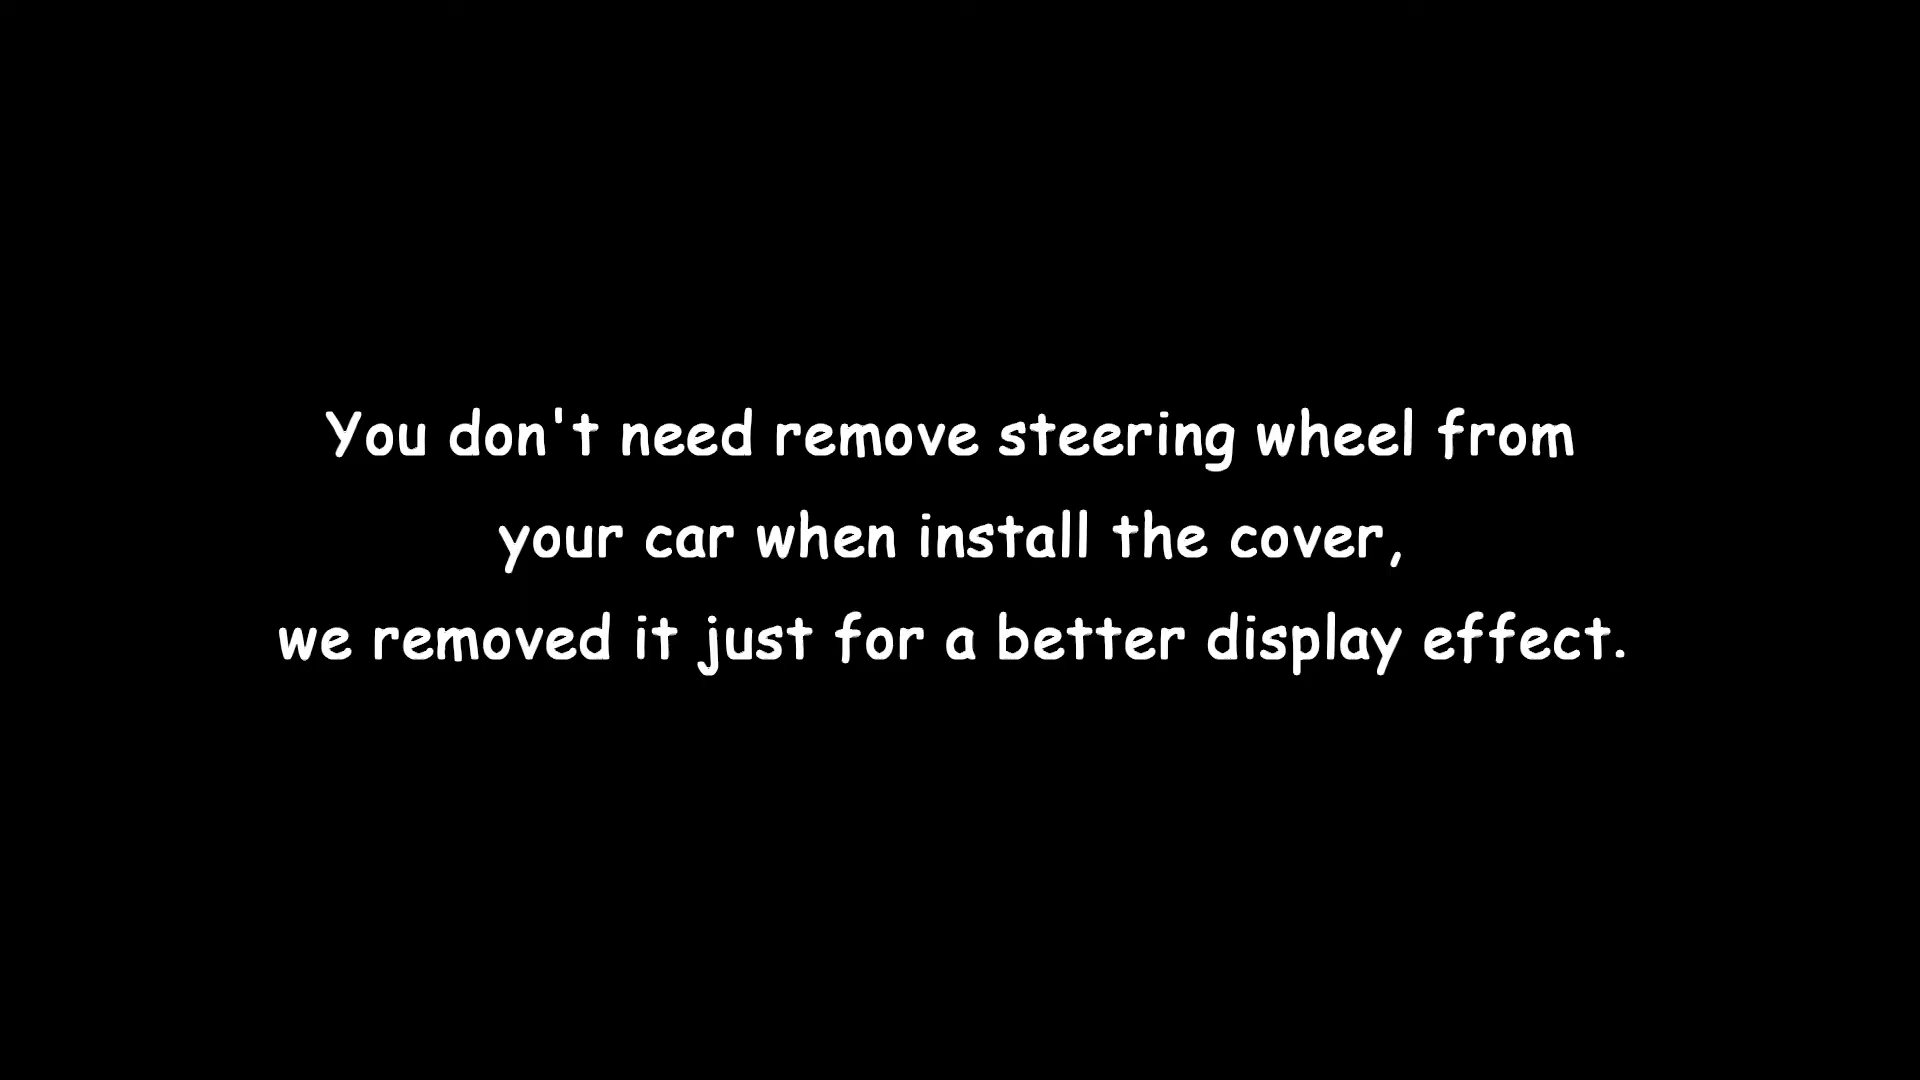 You don't need remove steering wheel from
your car when install the cover,
we removed it just for a better display effect.